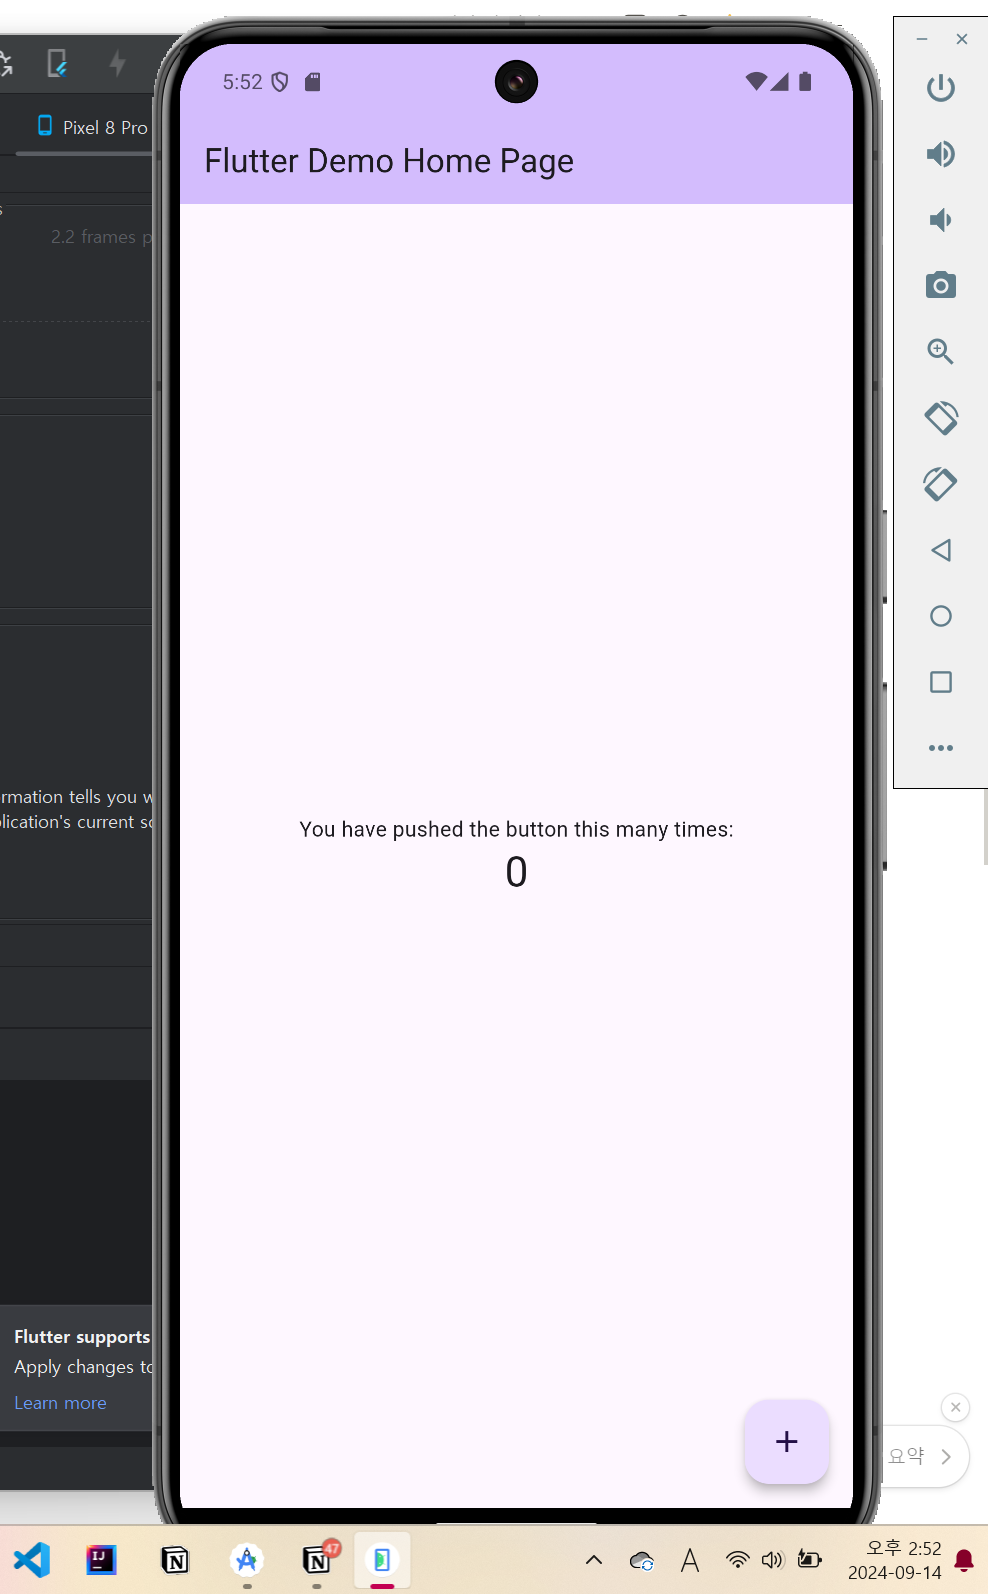 5:52
Flutter Demo Home Page
Pixel 8 Pro
2.2 frames p
You have pushed the button this many times:
0
rmation tells you w
lication's current sc
Flutter supports
Apply changes to
Learn more
+
요약
47
A
오후 2:52
2024-09-14